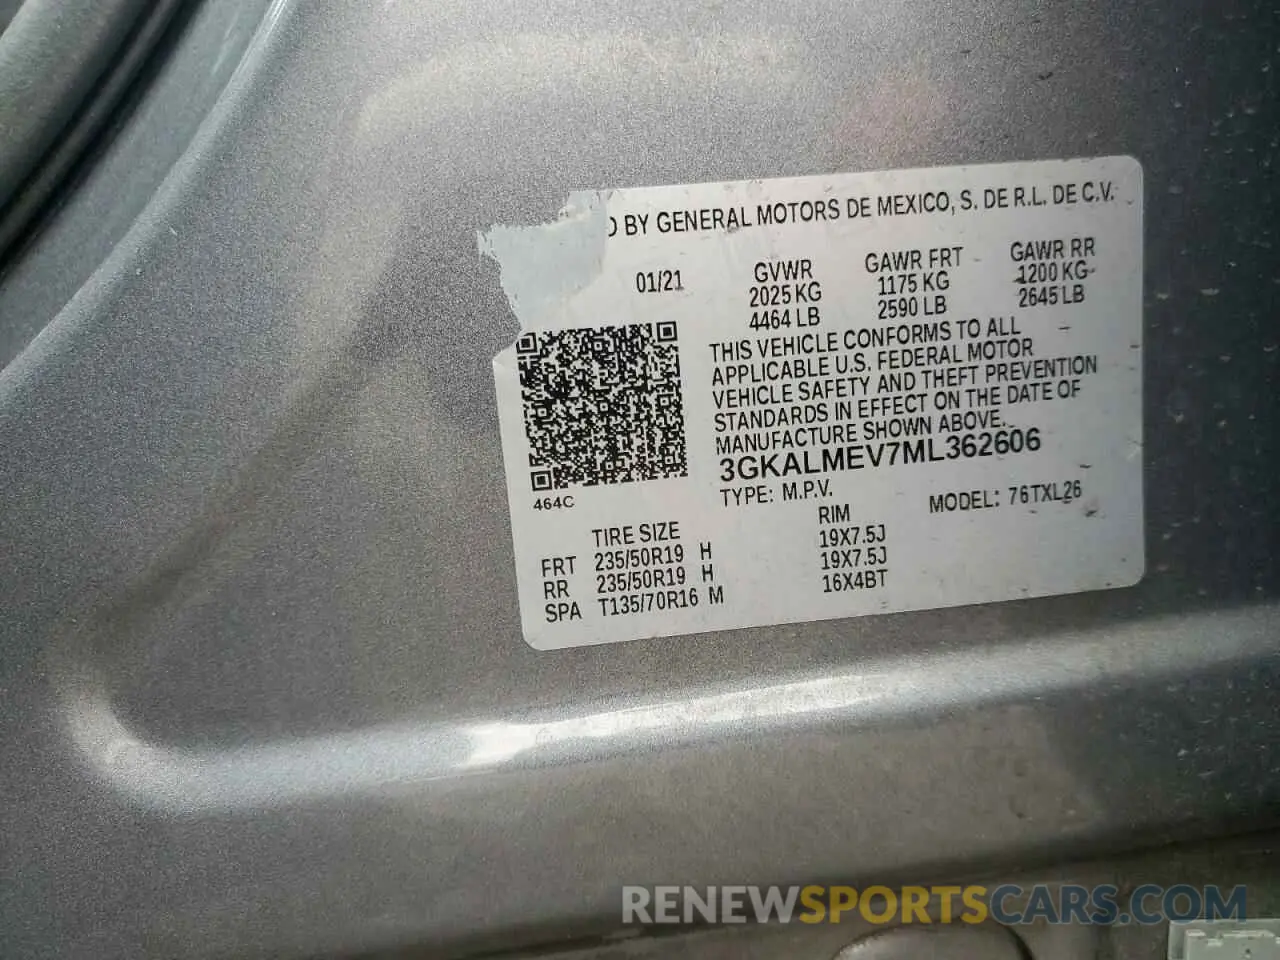 BY GENERAL MOTORS DE MEXICO, S. DE R.L. DE C.V.
01/21
GVWR
2025 KG
4464 LB
GAWR FRT
1175 KG
2590 LB
GAWR RR
1200 KG
2645 LB
THIS VEHICLE CONFORMS TO ALL
APPLICABLE U.S. FEDERAL MOTOR
VEHICLE SAFETY AND THEFT PREVENTION
STANDARDS IN EFFECT ON THE DATE OF
MANUFACTURE SHOWN ABOVE.
3GKALMEV7ML362606
464C
TYPE: M.P.V.
MODEL: 76TXL26
TIRE SIZE
RIM
FRT 235/50R19 H 19X7.5J
RR 235/50R19 H 19X7.5J
SPA T135/70R16 M 16X4BT
RENEWSPORTSCARS.COM